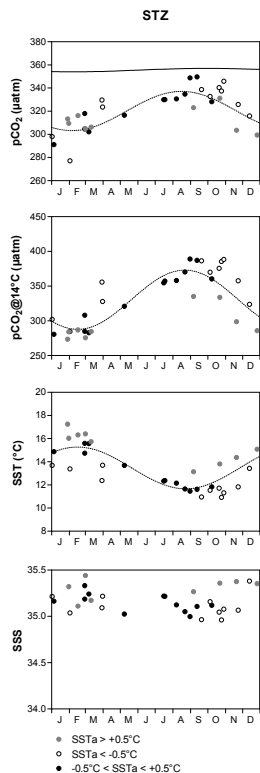 STZ
pCO2 (µatm)
380
360
340
320
300
280
260
J F M A M J J A S O N D
pCO2@14°C (µatm)
450
400
350
300
250
J F M A M J J A S O N D
SST (°C)
20
18
16
14
12
10
8
J F M A M J J A S O N D
SSS
35.5
35.0
34.5
34.0
J F M A M J J A S O N D
SSTa > +0.5°C
SSTa < -0.5°C
-0.5°C < SSTa < +0.5°C